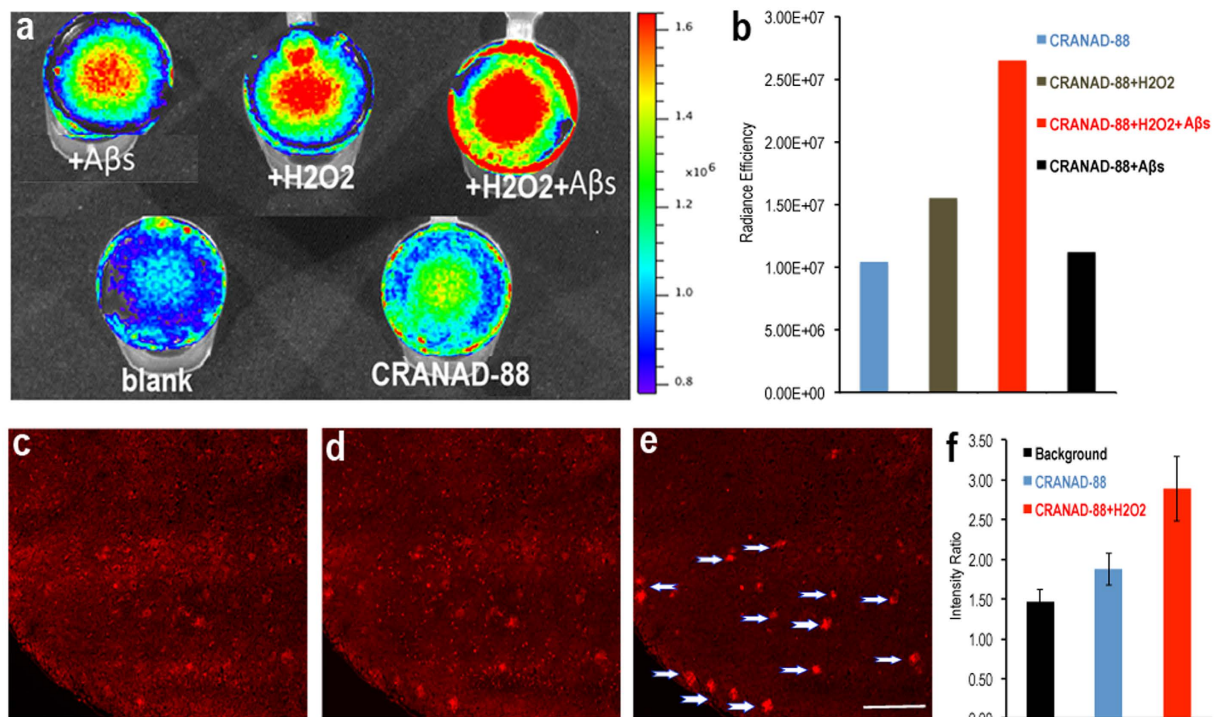 a
+Aβs
+H2O2
+H2O2+Aβs
blank
CRANAD-88
1.6
1.4
×10⁶
1.2
1.0
0.8
b
Radiance Efficiency
3.00E+07
2.50E+07
2.00E+07
1.50E+07
1.00E+07
5.00E+06
0.00E+00
CRANAD-88
CRANAD-88+H2O2
CRANAD-88+H2O2+Aβs
CRANAD-88+Aβs
c
d
e
f
Intensity Ratio
3.50
3.00
2.50
2.00
1.50
1.00
0.50
0.00
Background
CRANAD-88
CRANAD-88+H2O2